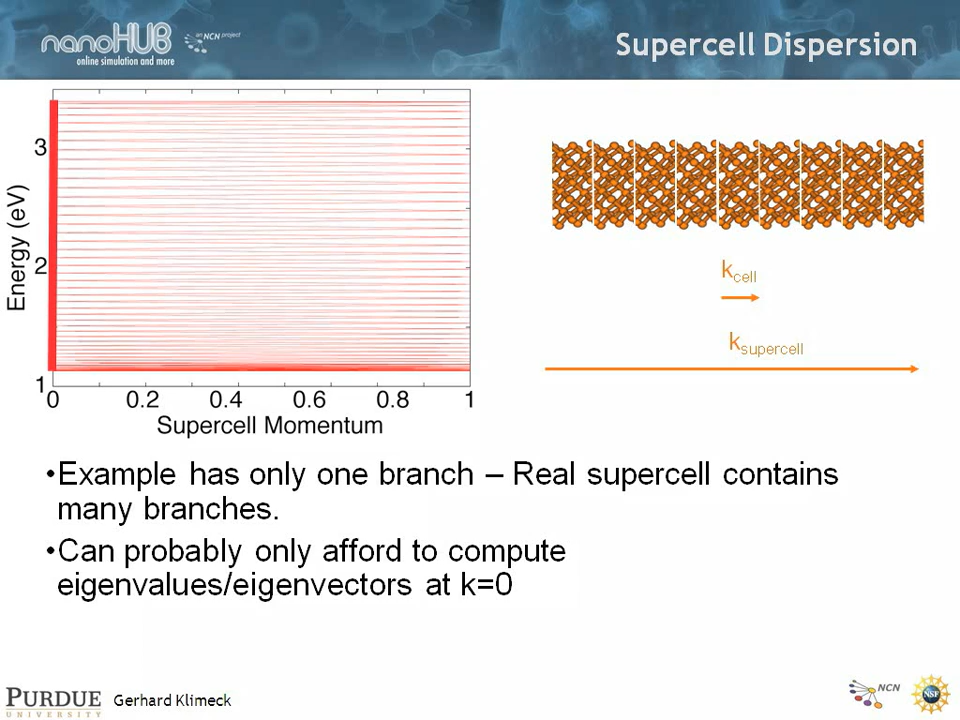 nanoHUB
an NCN project
online simulation and more
Supercell Dispersion
Energy (eV)
3
2
1
0 0.2 0.4 0.6 0.8 1
Supercell Momentum
kcell
ksupercell
•Example has only one branch – Real supercell contains
many branches.
•Can probably only afford to compute
eigenvalues/eigenvectors at k=0
PURDUE
UNIVERSITY
Gerhard Klimeck
NCN
NSF